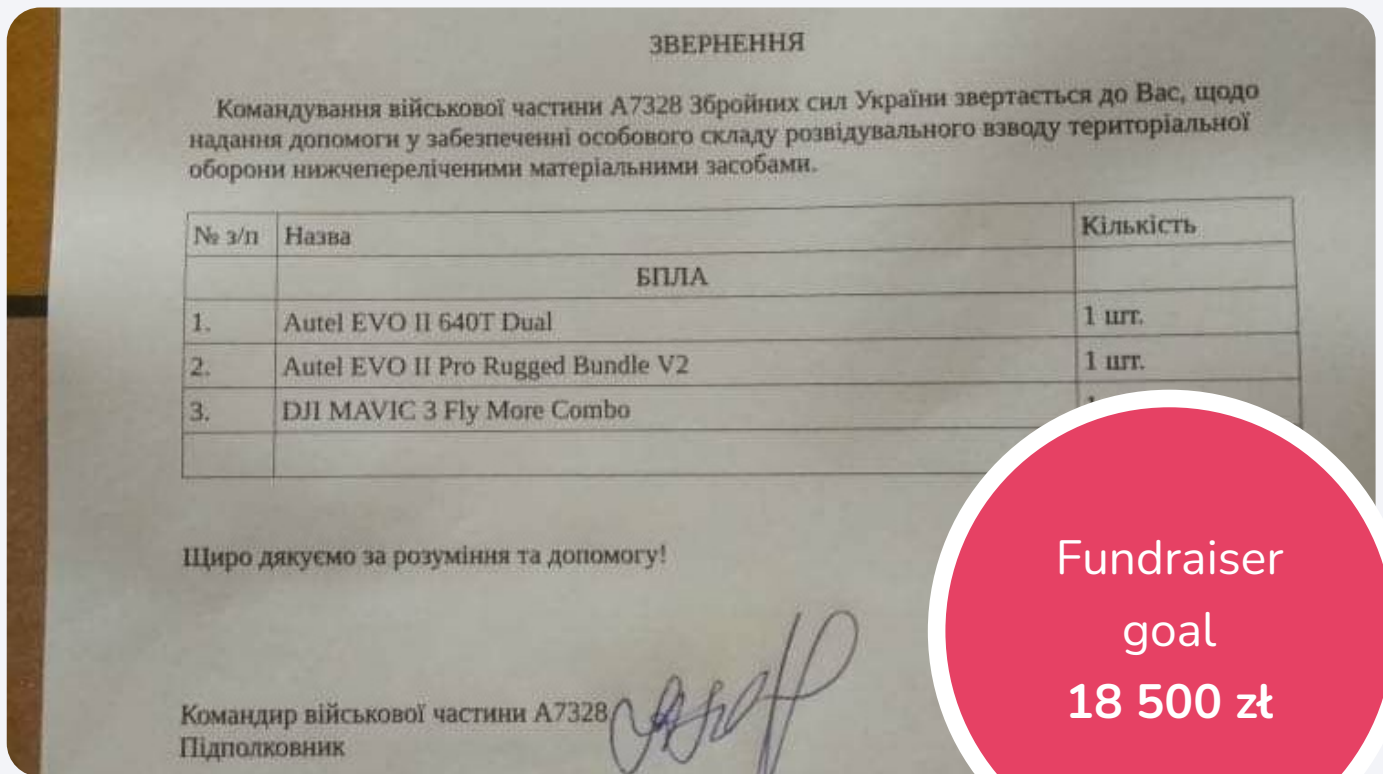 ЗВЕРНЕННЯ
Командування військової частини А7328 Збройних сил України звертається до Вас, щодо
надання допомоги у забезпеченні особового складу розвідувального взводу територіальної
оборони нижчепереліченими матеріальними засобами.
№ з/п Назва Кількість
БПЛА
1. Autel EVO II 640T Dual 1 шт.
2. Autel EVO II Pro Rugged Bundle V2 1 шт.
3. DJI MAVIC 3 Fly More Combo
Щиро дякуємо за розуміння та допомогу!
Командир військової частини А7328
Підполковник
Fundraiser
goal
18 500 zł